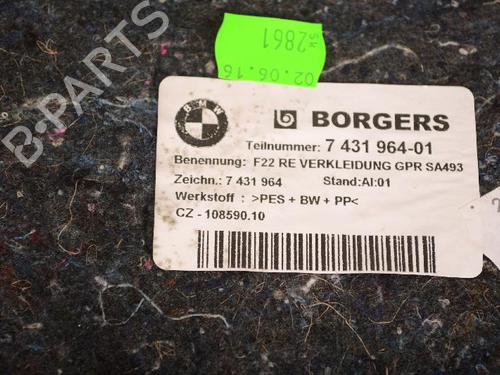 SK
2861
02.06.16
B-PARTS
BMW
BORGERS
Teilnummer: 7 431 964-01
Benennung: F22 RE VERKLEIDUNG GPR SA493
Zeichn.: 7 431 964 Stand:AI:01
Werkstoff : >PES + BW + PP<
CZ - 108590.10